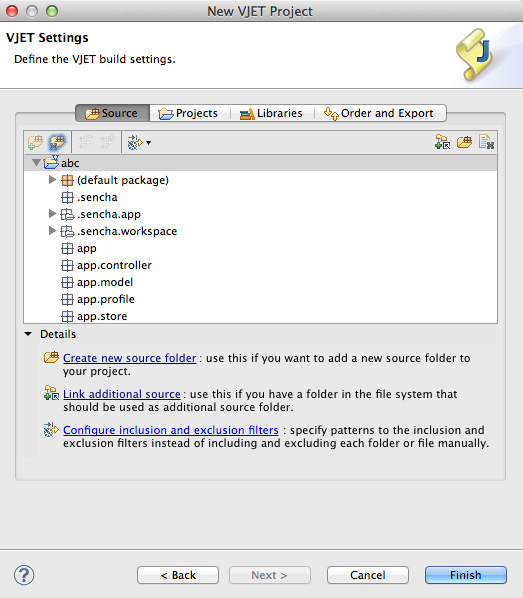 New VJET Project
VJET Settings
Define the VJET build settings.
J
Source Projects Libraries Order and Export
abc
(default package)
.sencha
.sencha.app
.sencha.workspace
app
app.controller
app.model
app.profile
app.store
Details
Create new source folder : use this if you want to add a new source folder to
your project.
Link additional source : use this if you have a folder in the file system that
should be used as additional source folder.
Configure inclusion and exclusion filters : specify patterns to the inclusion and
exclusion filters instead of including and excluding each folder or file manually.
? < Back Next > Cancel Finish